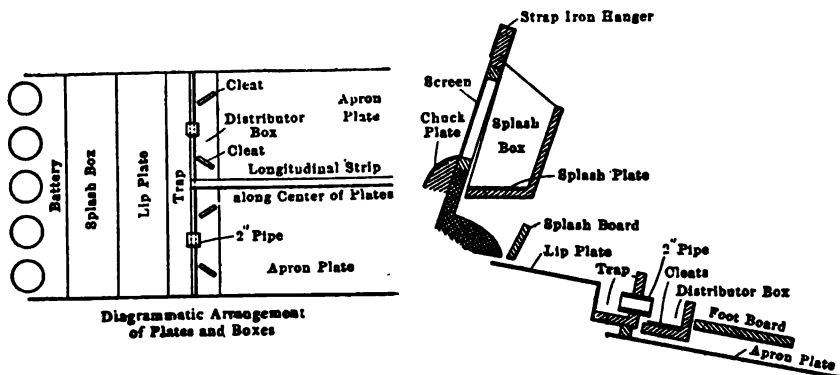 Battery
Splash Box
Lip Plate
Trap
Cleat
Apron
Plate
Distributor
Box
Cleat
Longitudinal Strip
along Center of Plates
2" Pipe
Apron Plate
Diagrammatic Arrangement
of Plates and Boxes
Strap Iron Hanger
Screen
Chuck
Plate
Splash
Box
Splash Plate
Splash Board
Lip Plate
2" Pipe
Trap
Cleats
Distributor Box
Foot Board
Apron Plate